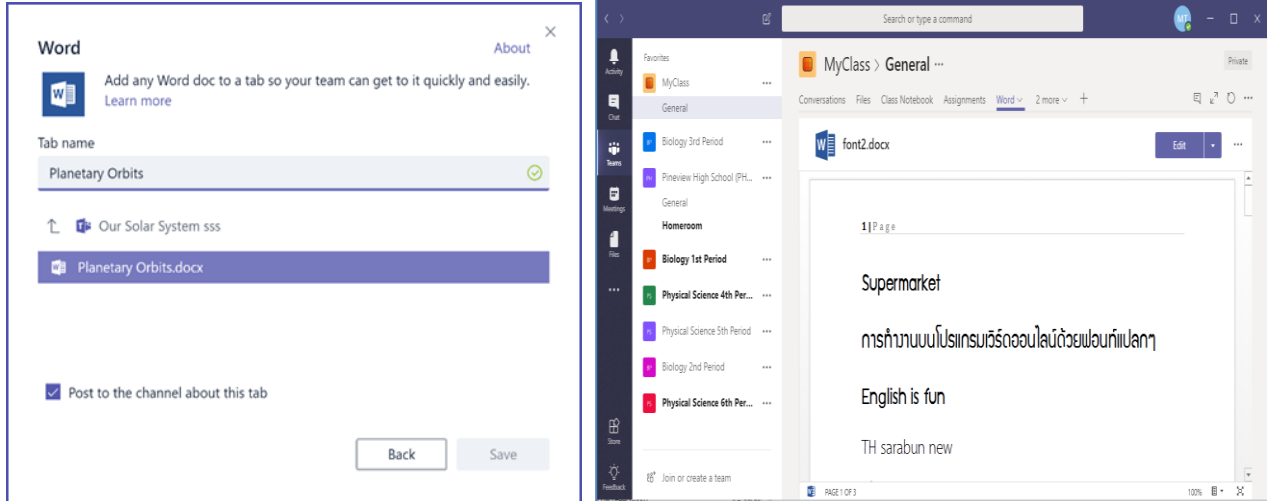 Word
About
Add any Word doc to a tab so your team can get to it quickly and easily.
Learn more
Tab name
Planetary Orbits
Our Solar System sss
Planetary Orbits.docx
Post to the channel about this tab
Back
Save
Search or type a command
MT
Activity
Chat
Teams
Meetings
Files
Store
Feedback
Favorites
MyClass
General
Biology 3rd Period
Pineview High School (PH...
General
Homeroom
Biology 1st Period
Physical Science 4th Per...
Physical Science 5th Period
Biology 2nd Period
Physical Science 6th Per...
Join or create a team
MyClass > General
Private
Conversations Files Class Notebook Assignments Word 2 more
font2.docx
Edit
1|Page
Supermarket
การทำงานบนโปรแกรมเวิร์ดออนไลน์ด้วยฟอนท์แปลกๆ
English is fun
TH sarabun new
PAGE 1 OF 3
100%